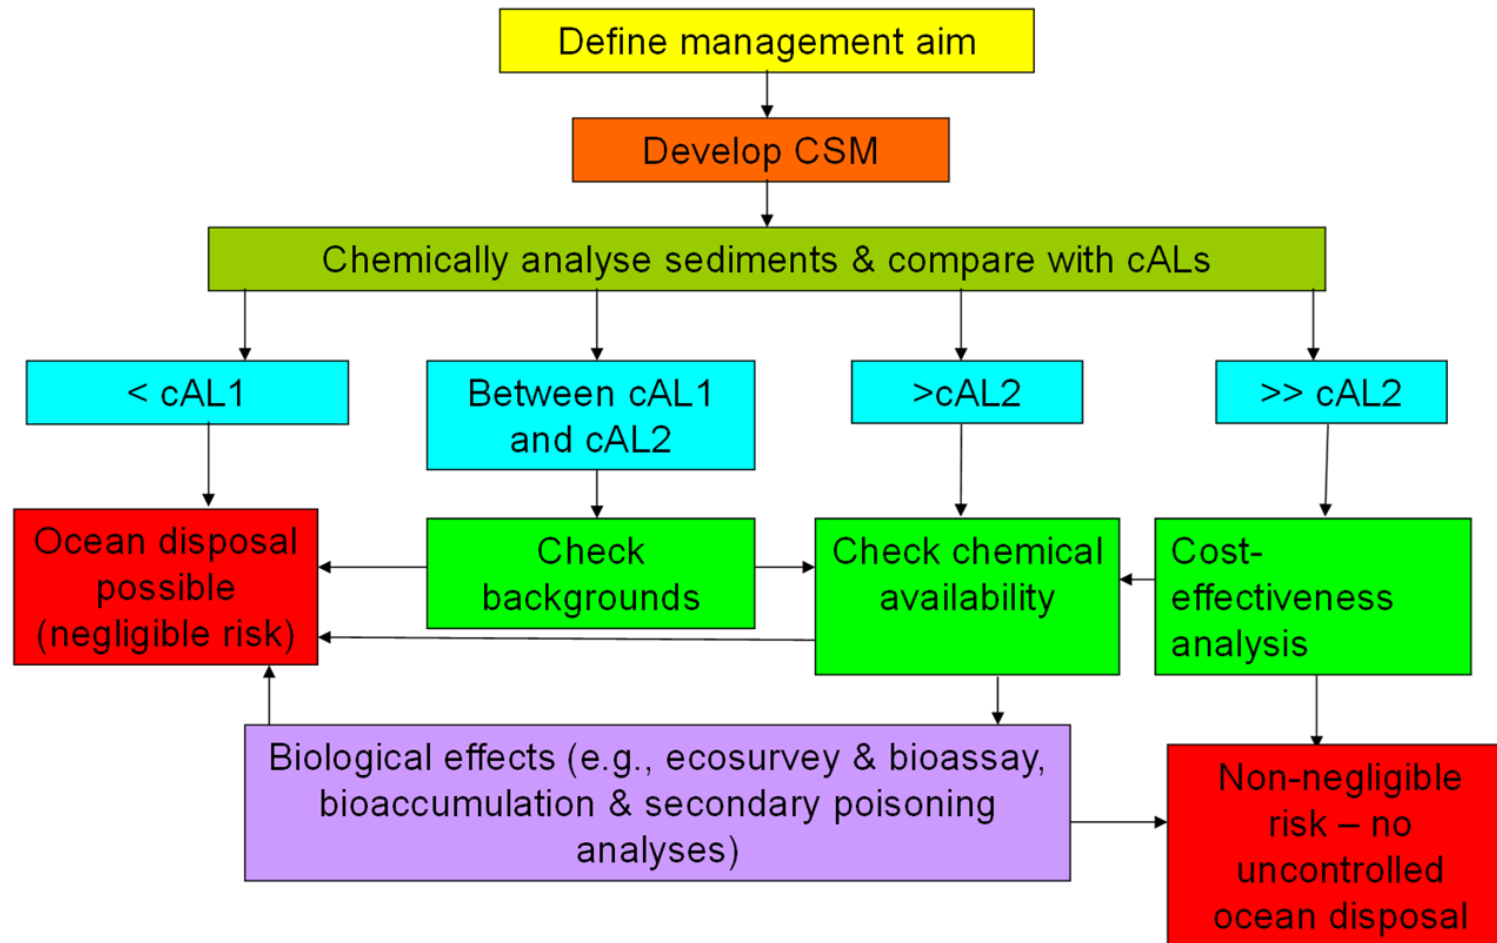 Define management aim
Develop CSM
Chemically analyse sediments & compare with cALs
< cAL1
Between cAL1
and cAL2
>cAL2
>> cAL2
Ocean disposal
possible
(negligible risk)
Check
backgrounds
Check chemical
availability
Cost-
effectiveness
analysis
Biological effects (e.g., ecosurvey & bioassay,
bioaccumulation & secondary poisoning
analyses)
Non-negligible
risk – no
uncontrolled
ocean disposal